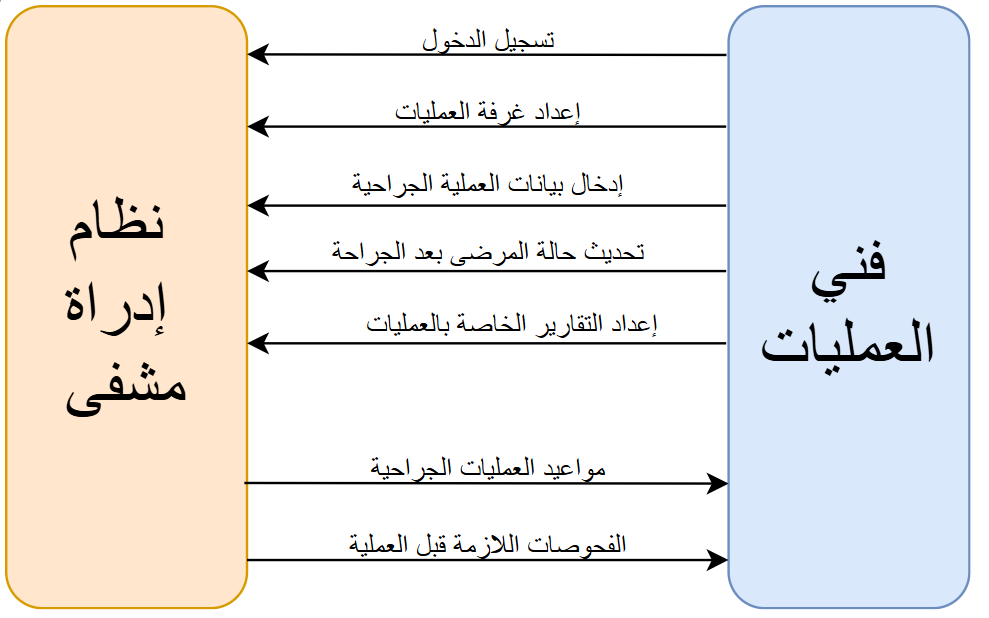 تسجيل الدخول
إعداد غرفة العمليات
إدخال بيانات العملية الجراحية
تحديث حالة المرضى بعد الجراحة
إعداد التقارير الخاصة بالعمليات
مواعيد العمليات الجراحية
الفحوصات اللازمة قبل العملية
فني
العمليات
نظام
إدراة
مشفى